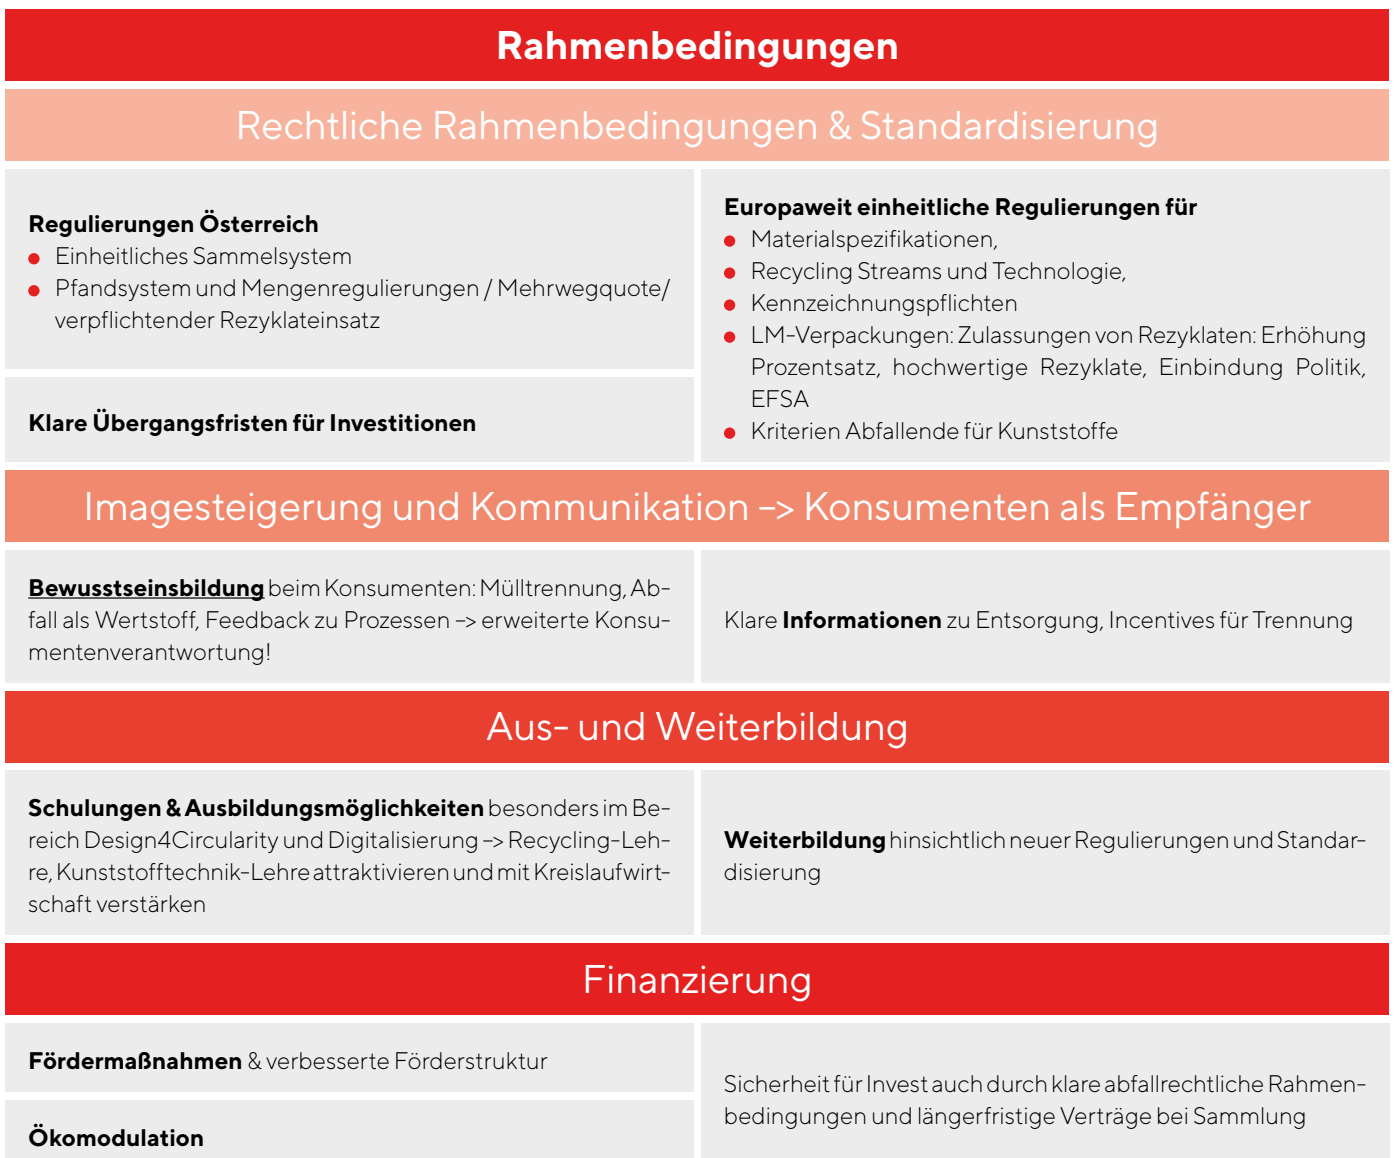 Rahmenbedingungen
Rechtliche Rahmenbedingungen & Standardisierung
Regulierungen Österreich
Einheitliches Sammelsystem
Pfandsystem und Mengenregulierungen / Mehrwegquote/
verpflichtender Rezyklateinsatz
Klare Übergangsfristen für Investitionen
Europaweit einheitliche Regulierungen für
Materialspezifikationen,
Recycling Streams und Technologie,
Kennzeichnungspflichten
LM-Verpackungen: Zulassungen von Rezyklaten: Erhöhung
Prozentsatz, hochwertige Rezyklate, Einbindung Politik,
EFSA
Kriterien Abfallende für Kunststoffe
Imagesteigerung und Kommunikation –> Konsumenten als Empfänger
Bewusstseinsbildung beim Konsumenten: Mülltrennung, Ab-
fall als Wertstoff, Feedback zu Prozessen –> erweiterte Konsu-
mentenverantwortung!
Klare Informationen zu Entsorgung, Incentives für Trennung
Aus- und Weiterbildung
Schulungen & Ausbildungsmöglichkeiten besonders im Be-
reich Design4Circularity und Digitalisierung –> Recycling-Leh-
re, Kunststofftechnik-Lehre attraktivieren und mit Kreislaufwirt-
schaft verstärken
Weiterbildung hinsichtlich neuer Regulierungen und Standar-
disierung
Finanzierung
Fördermaßnahmen & verbesserte Förderstruktur
Ökomodulation
Sicherheit für Invest auch durch klare abfallrechtliche Rahmen-
bedingungen und längerfristige Verträge bei Sammlung